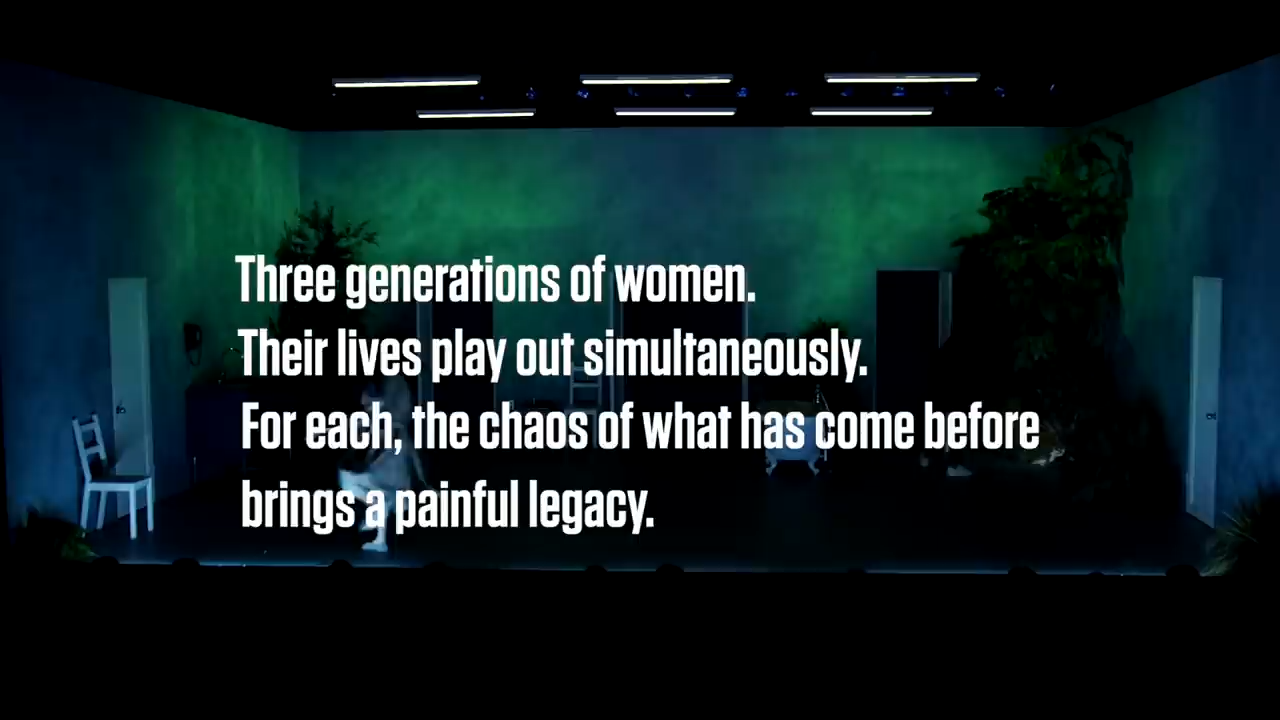 Three generations of women.
Their lives play out simultaneously.
For each, the chaos of what has come before
brings a painful legacy.